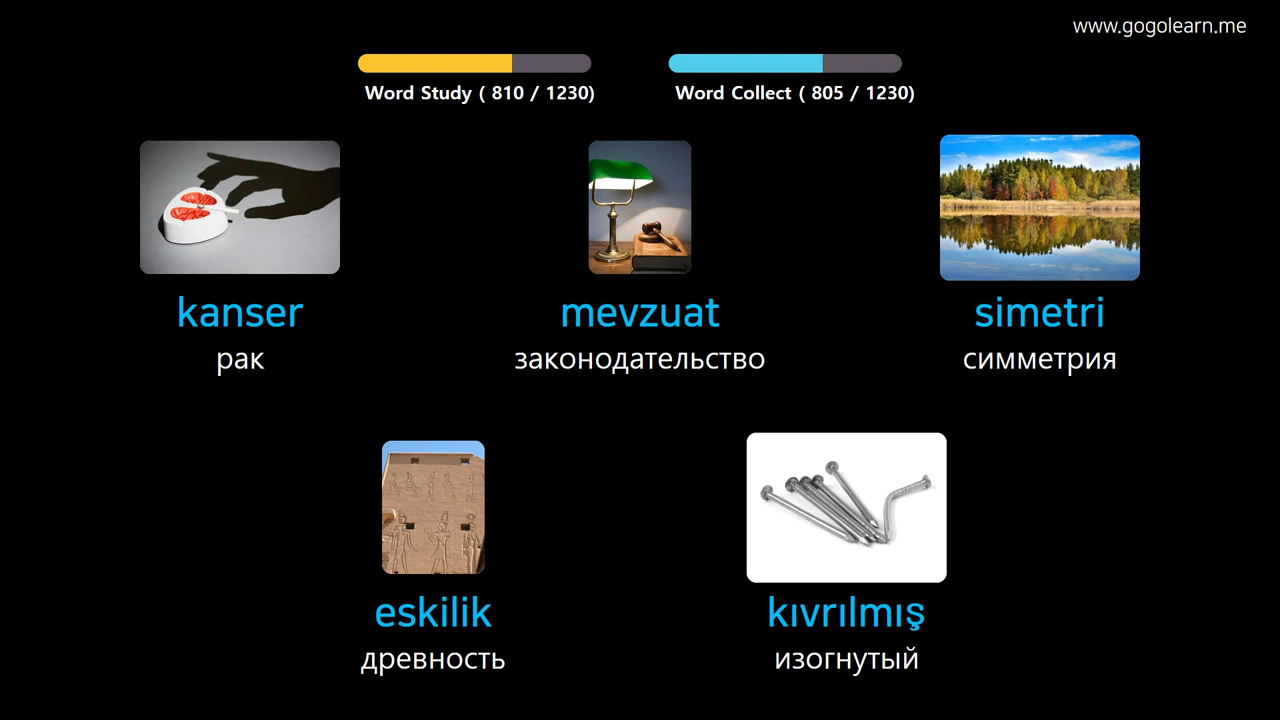 www.gogolearn.me
Word Study ( 810 / 1230)
Word Collect ( 805 / 1230)
kanser
mevzuat
simetri
рак
законодательство
симметрия
eskilik
kıvrılmış
древность
изогнутый